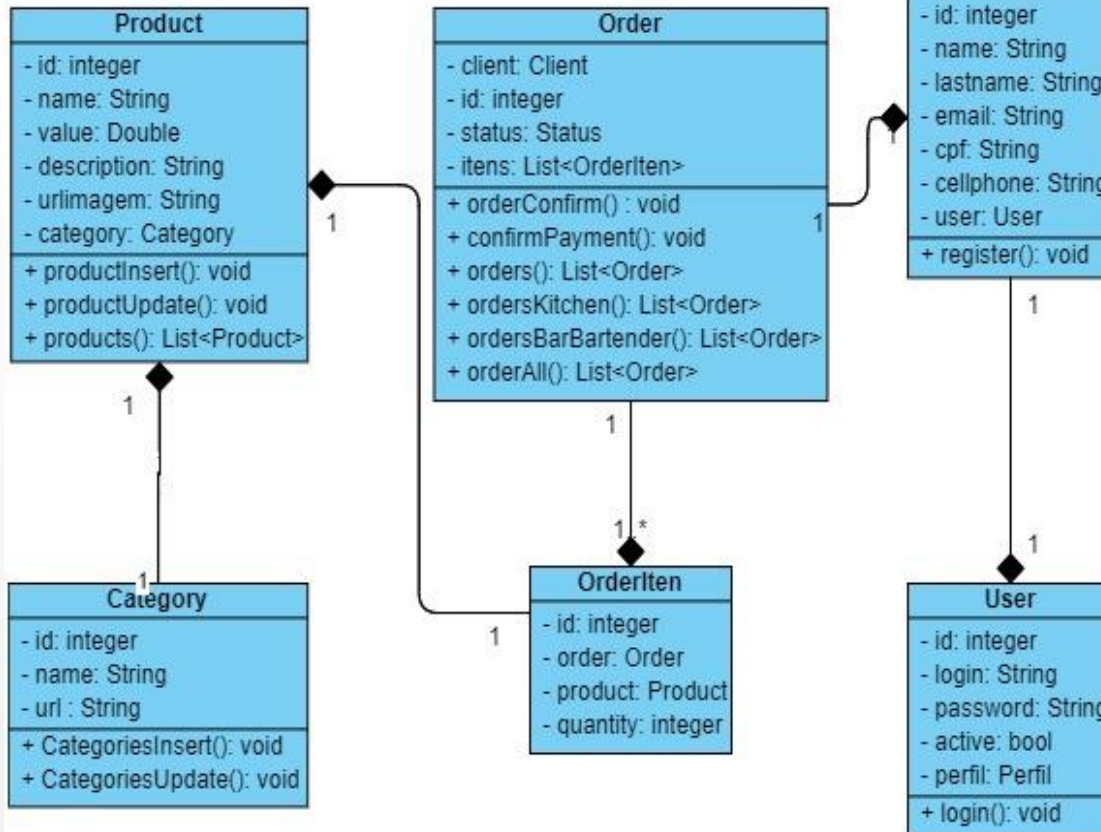 Product
- id: integer
- name: String
- value: Double
- description: String
- urlimagem: String
- category: Category
+ productInsert(): void
+ productUpdate(): void
+ products(): List<Product>
1
1
Order
- client: Client
- id: integer
- status: Status
- itens: List<OrderIten>
+ orderConfirm() : void
+ confirmPayment(): void
+ orders(): List<Order>
+ ordersKitchen(): List<Order>
+ ordersBarBartender(): List<Order>
+ orderAll(): List<Order>
1
1
1
- id: integer
- name: String
- lastname: String
- email: String
- cpf: String
- cellphone: String
- user: User
+ register(): void
1
1
Category
- id: integer
- name: String
- url : String
+ CategoriesInsert(): void
+ CategoriesUpdate(): void
1
1..*
OrderIten
- id: integer
- order: Order
- product: Product
- quantity: integer
1
User
- id: integer
- login: String
- password: String
- active: bool
- perfil: Perfil
+ login(): void